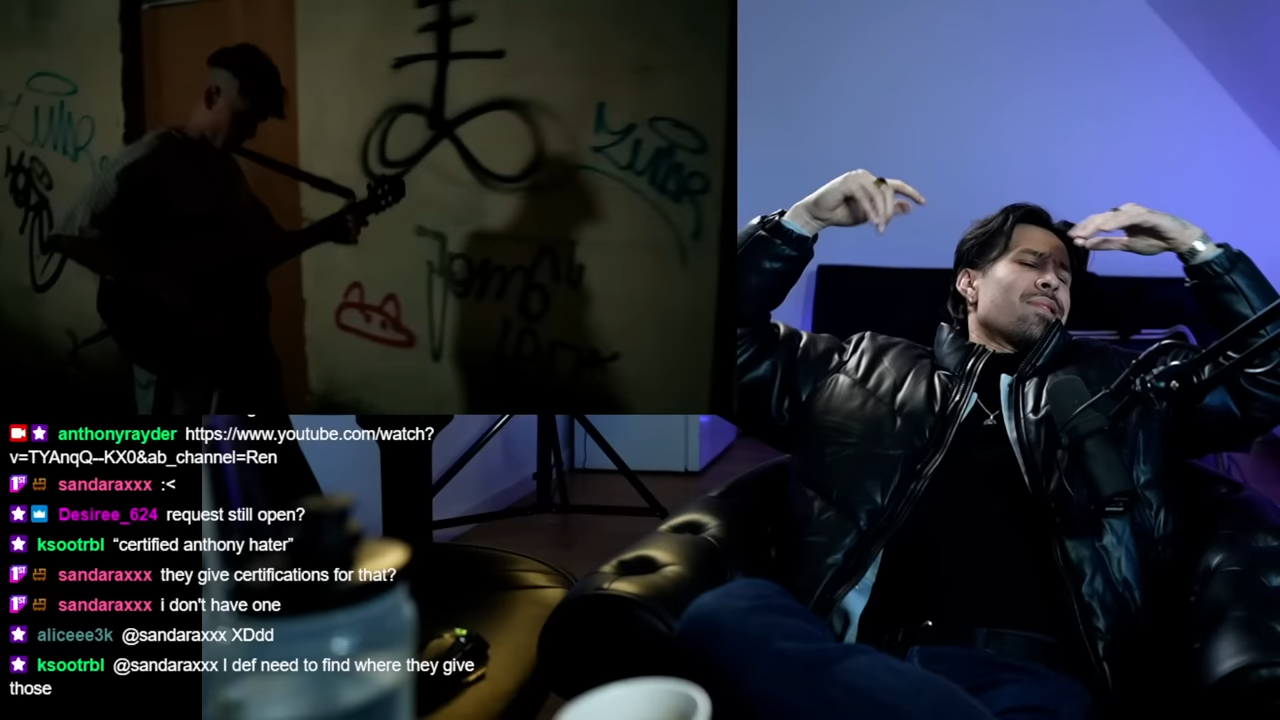 anthonyrayder https://www.youtube.com/watch?
v=TYAnqQ--KX0&ab_channel=Ren
sandaraxxx :<
Desiree_624 request still open?
ksootrbl “certified anthony hater”
sandaraxxx they give certifications for that?
sandaraxxx i don't have one
aliceee3k @sandaraxxx XDdd
ksootrbl @sandaraxxx I def need to find where they give
those